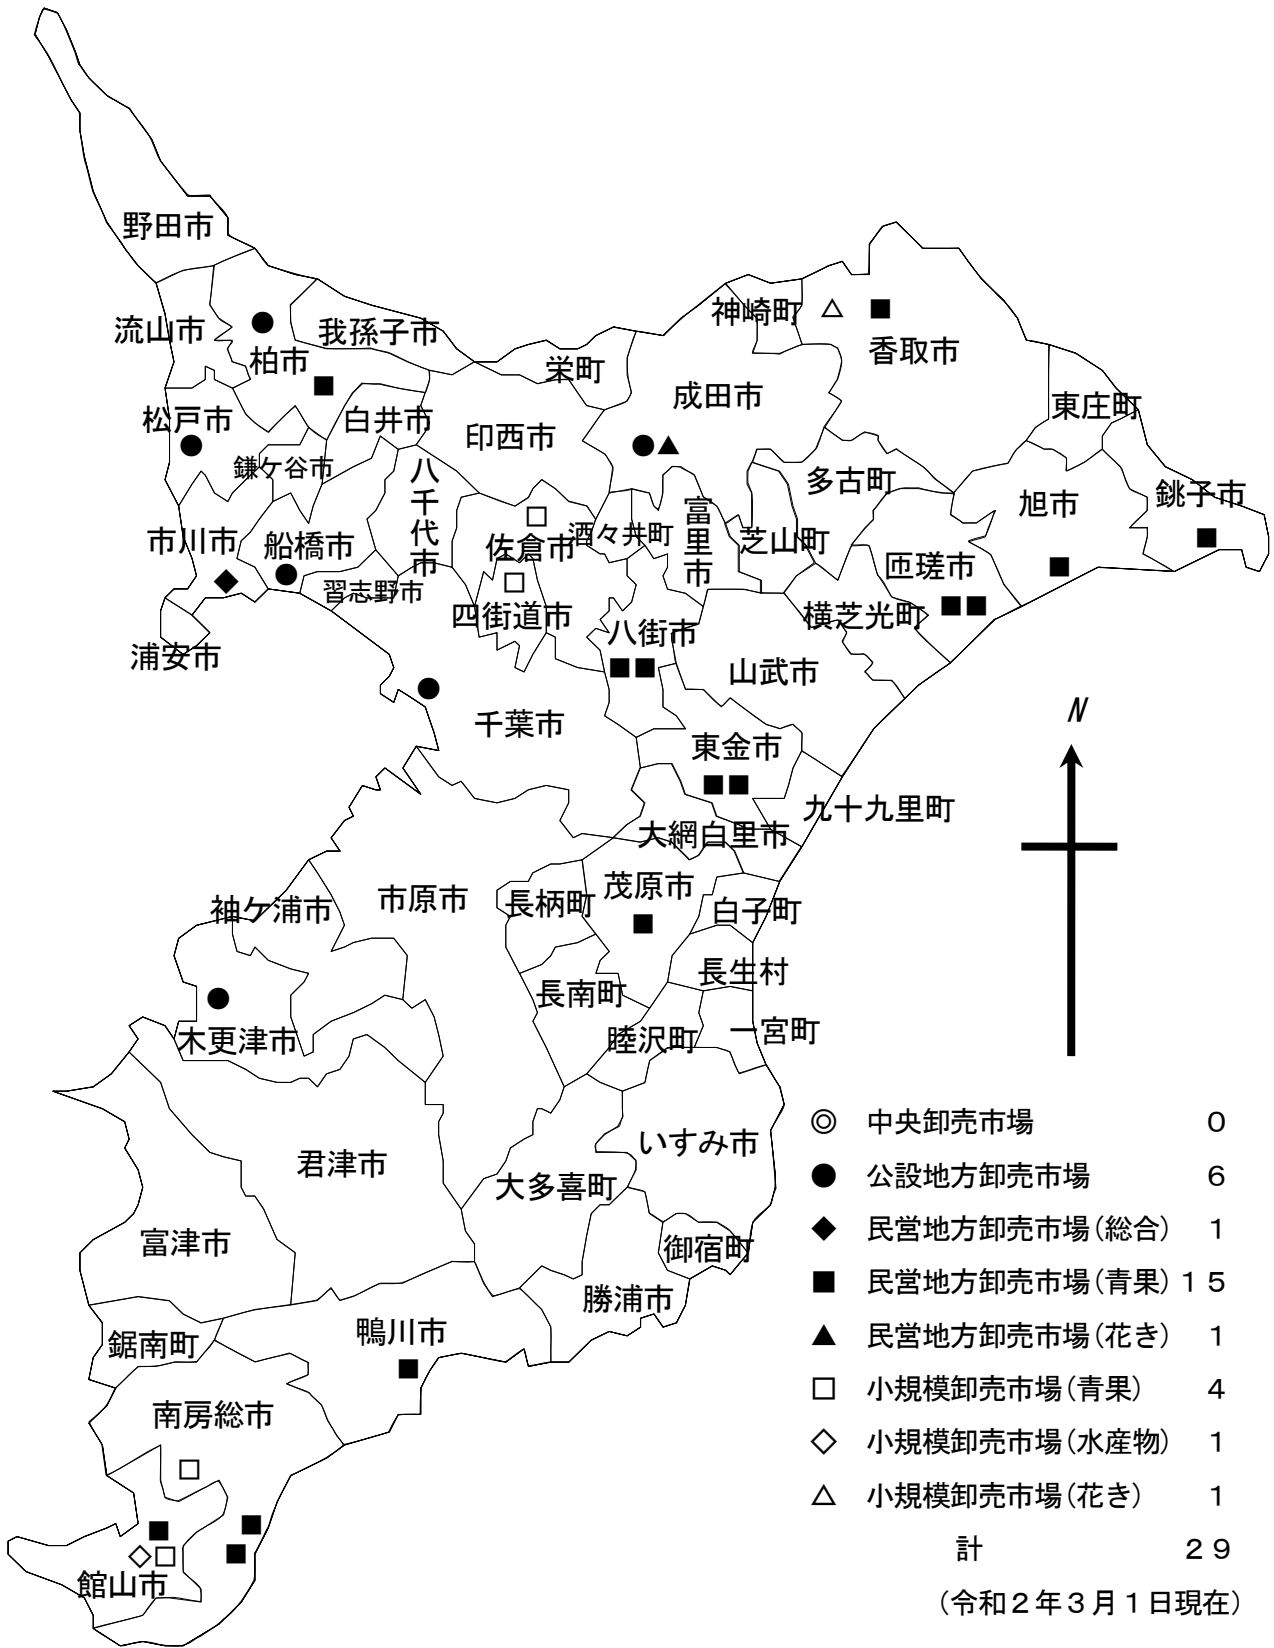 野田市
流山市
柏市
我孫子市
神崎町
香取市
栄町
成田市
東庄町
松戸市
白井市
印西市
鎌ケ谷市
八千代市
多古町
旭市
銚子市
市川市
船橋市
佐倉市
酒々井町
富里市
芝山町
匝瑳市
習志野市
四街道市
八街市
横芝光町
浦安市
山武市
千葉市
東金市
九十九里町
大網白里市
袖ケ浦市
市原市
長柄町
茂原市
白子町
長生村
長南町
木更津市
睦沢町
一宮町
君津市
いすみ市
大多喜町
富津市
御宿町
勝浦市
鋸南町
鴨川市
南房総市
館山市
N
◎ 中央卸売市場 0
● 公設地方卸売市場 6
◆ 民営地方卸売市場(総合) 1
■ 民営地方卸売市場(青果) 15
▲ 民営地方卸売市場(花き) 1
□ 小規模卸売市場(青果) 4
◇ 小規模卸売市場(水産物) 1
△ 小規模卸売市場(花き) 1
計 29
(令和2年3月1日現在)